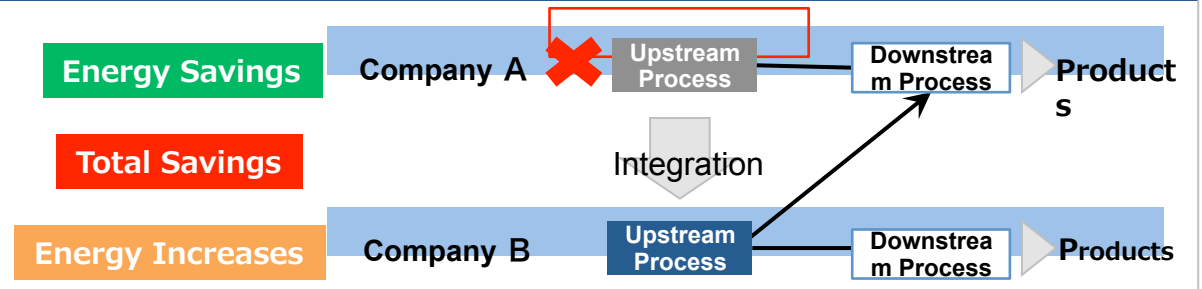 Energy Savings
Company A
Upstream
Process
Downstrea
m Process
Product
s
Total Savings
Integration
Energy Increases
Company B
Upstream
Process
Downstrea
m Process
Products